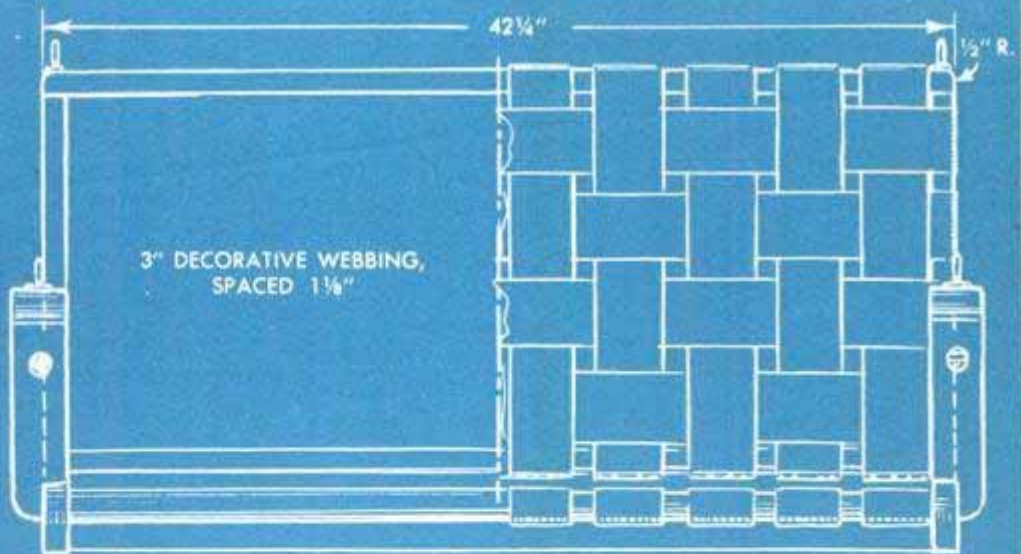 42¼"
½" R.
3" DECORATIVE WEBBING,
SPACED 1⅛"